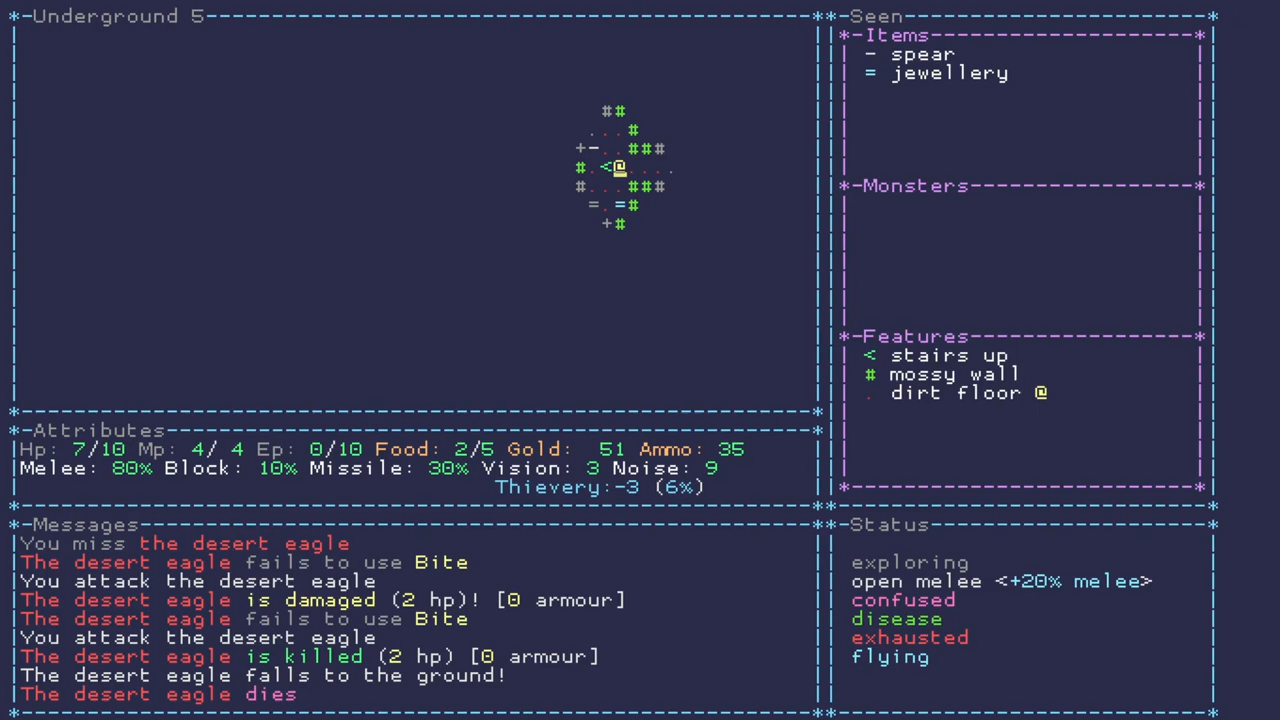 Underground 5
##
. . . #
+ - . . # # #
# . < @ . . . .
# . . . # # #
= . = #
+ #
Attributes
Hp: 7/10 Mp: 4/ 4 Ep: 0/10 Food: 2/5 Gold: 51 Ammo: 35
Melee: 80% Block: 10% Missile: 30% Vision: 3 Noise: 9
Thievery:-3 (6%)
Messages
You miss the desert eagle
The desert eagle fails to use Bite
You attack the desert eagle
The desert eagle is damaged (2 hp)! [0 armour]
The desert eagle fails to use Bite
You attack the desert eagle
The desert eagle is killed (2 hp) [0 armour]
The desert eagle falls to the ground!
The desert eagle dies
Seen
Items
- spear
= jewellery
Monsters
Features
< stairs up
# mossy wall
. dirt floor @
Status
exploring
open melee <+20% melee>
confused
disease
exhausted
flying